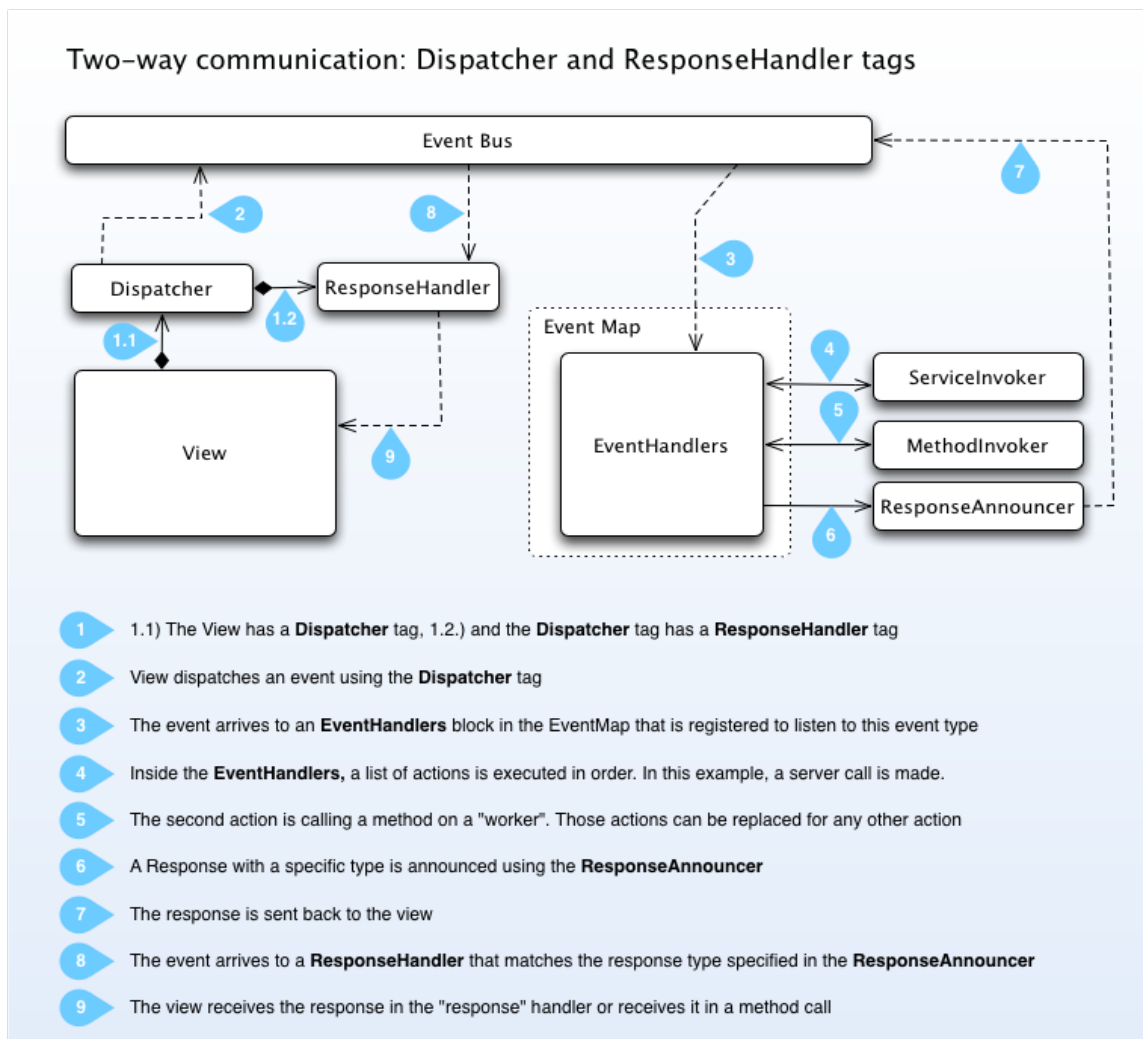 Two-way communication: Dispatcher and ResponseHandler tags
Event Bus
7
2
8
3
Dispatcher
ResponseHandler
1.2
1.1
Event Map
4
ServiceInvoker
5
View
9
EventHandlers
MethodInvoker
ResponseAnnouncer
6
1 1.1) The View has a Dispatcher tag, 1.2.) and the Dispatcher tag has a ResponseHandler tag
2 View dispatches an event using the Dispatcher tag
3 The event arrives to an EventHandlers block in the EventMap that is registered to listen to this event type
4 Inside the EventHandlers, a list of actions is executed in order. In this example, a server call is made.
5 The second action is calling a method on a "worker". Those actions can be replaced for any other action
6 A Response with a specific type is announced using the ResponseAnnouncer
7 The response is sent back to the view
8 The event arrives to a ResponseHandler that matches the response type specified in the ResponseAnnouncer
9 The view receives the response in the "response" handler or receives it in a method call